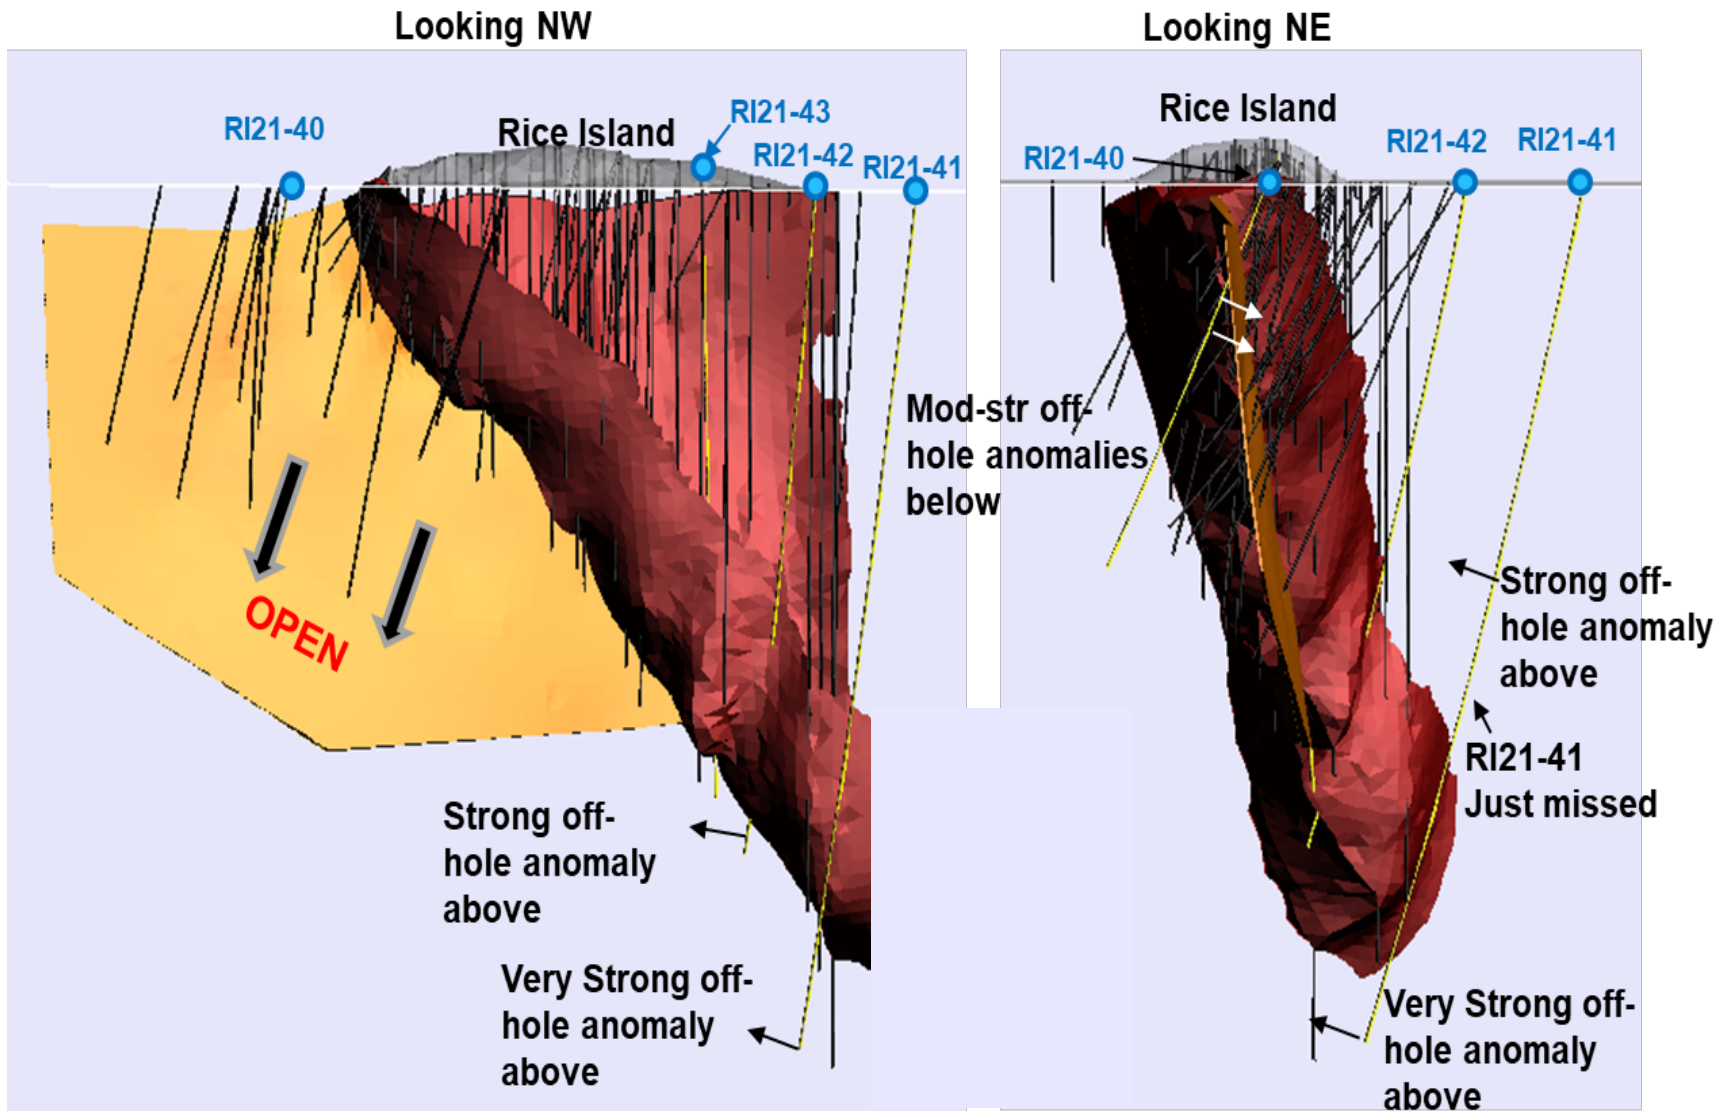 Looking NW
RI21-40
Rice Island
RI21-43
RI21-42
RI21-41
OPEN
Strong off-
hole anomaly
above
Very Strong off-
hole anomaly
above
Looking NE
Rice Island
RI21-40
RI21-42
RI21-41
Mod-str off-
hole anomalies
below
Strong off-
hole anomaly
above
RI21-41
Just missed
Very Strong off-
hole anomaly
above